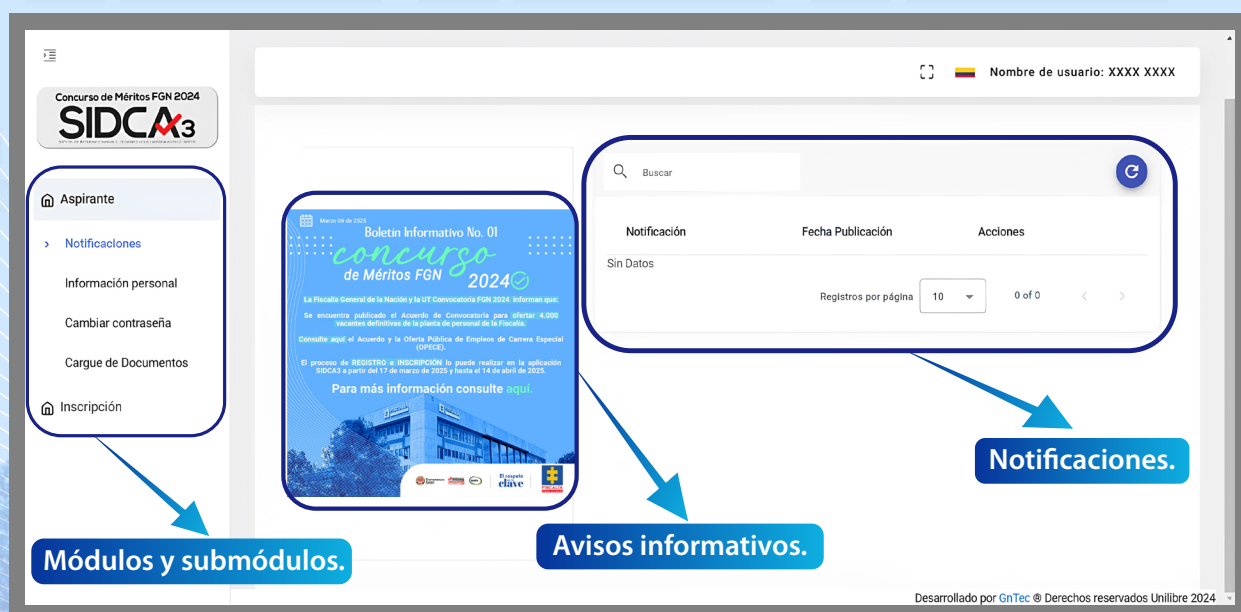 Nombre de usuario: XXXX XXXX
Concurso de Méritos FGN 2024
SIDCA3
Aspirante
Notificaciones
Información personal
Cambiar contraseña
Cargue de Documentos
Inscripción
Marzo 06 de 2025
Boletín Informativo No. 01
concurso
de Méritos FGN 2024
La Fiscalía General de la Nación y la UT Convocatoria FGN 2024 informan que:
Se encuentra publicado el Acuerdo de Convocatoria para ofertar 4.000
vacantes definitivas de la planta de personal de la Fiscalía.
Consulte aquí el Acuerdo y la Oferta Pública de Empleos de Carrera Especial
(OPECE).
El proceso de REGISTRO e INSCRIPCIÓN lo puede realizar en la aplicación
SIDCA3 a partir del 17 de marzo de 2025 y hasta el 14 de abril de 2025.
Para más información consulte aquí.
El respeto
clave
FISCALÍA
Buscar
Notificación Fecha Publicación Acciones
Sin Datos
Registros por página 10 0 of 0
Notificaciones.
Avisos informativos.
Módulos y submódulos.
Desarrollado por GnTec ® Derechos reservados Unilibre 2024